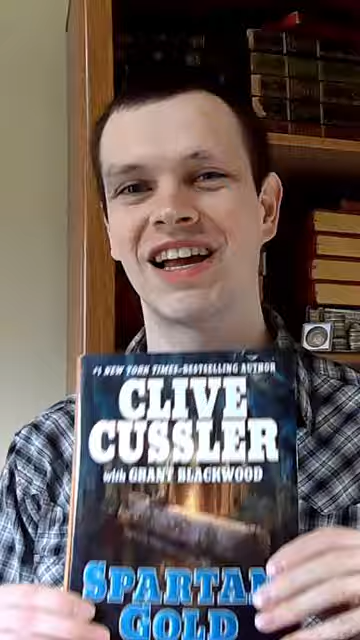 #1 NEW YORK TIMES-BESTSELLING AUTHOR
CLIVE
CUSSLER
with GRANT BLACKWOOD
SPARTAN
GOLD